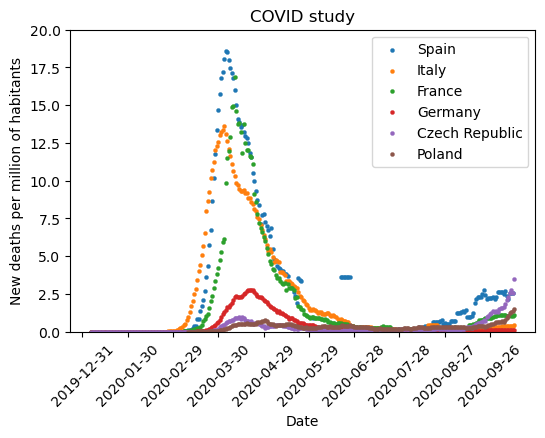 COVID study
New deaths per million of habitants
20.0
17.5
15.0
12.5
10.0
7.5
5.0
2.5
0.0
Spain
Italy
France
Germany
Czech Republic
Poland
2019-12-31
2020-01-30
2020-02-29
2020-03-30
2020-04-29
2020-05-29
2020-06-28
2020-07-28
2020-08-27
2020-09-26
Date